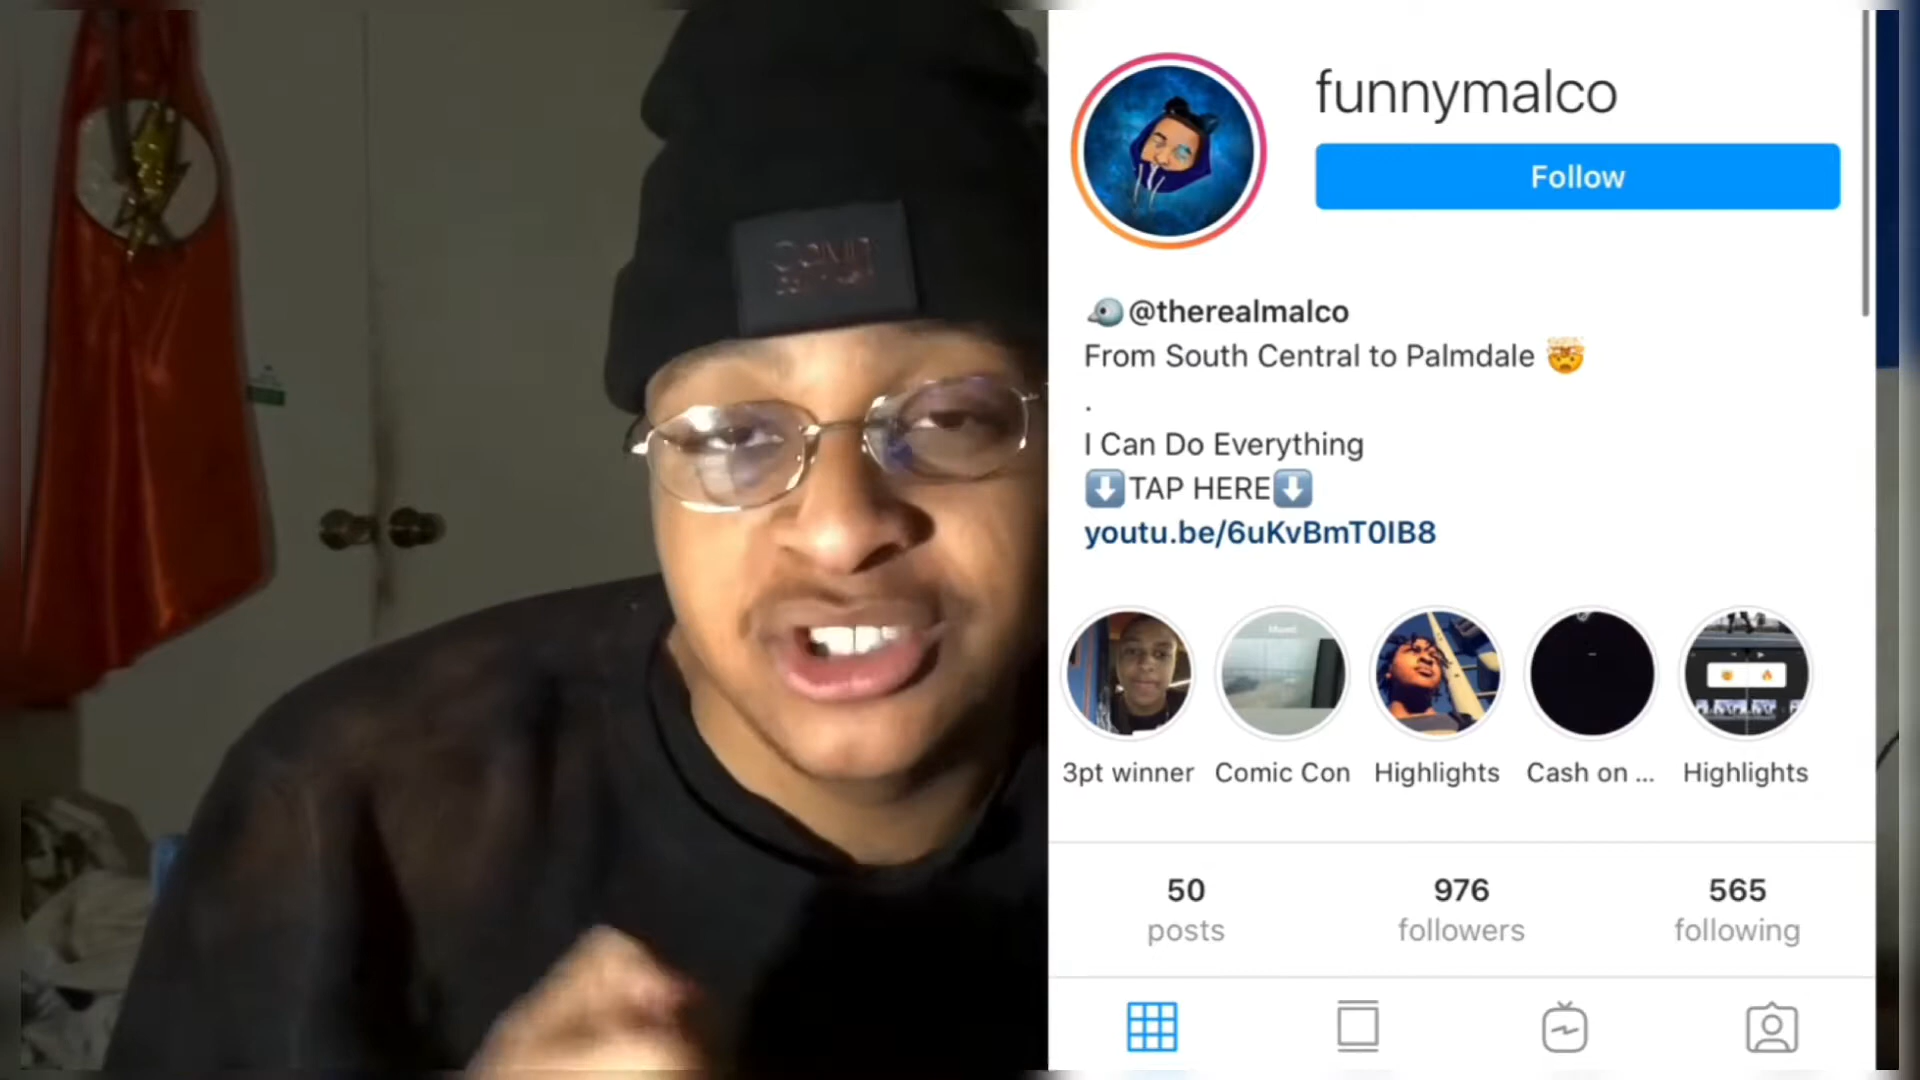 funnymalco
Follow
@therealmalco
From South Central to Palmdale 🤯
.
I Can Do Everything
⬇️TAP HERE⬇️
youtu.be/6uKvBmT0IB8
3pt winner
Comic Con
Highlights
Cash on ...
Highlights
50
976
565
posts
followers
following